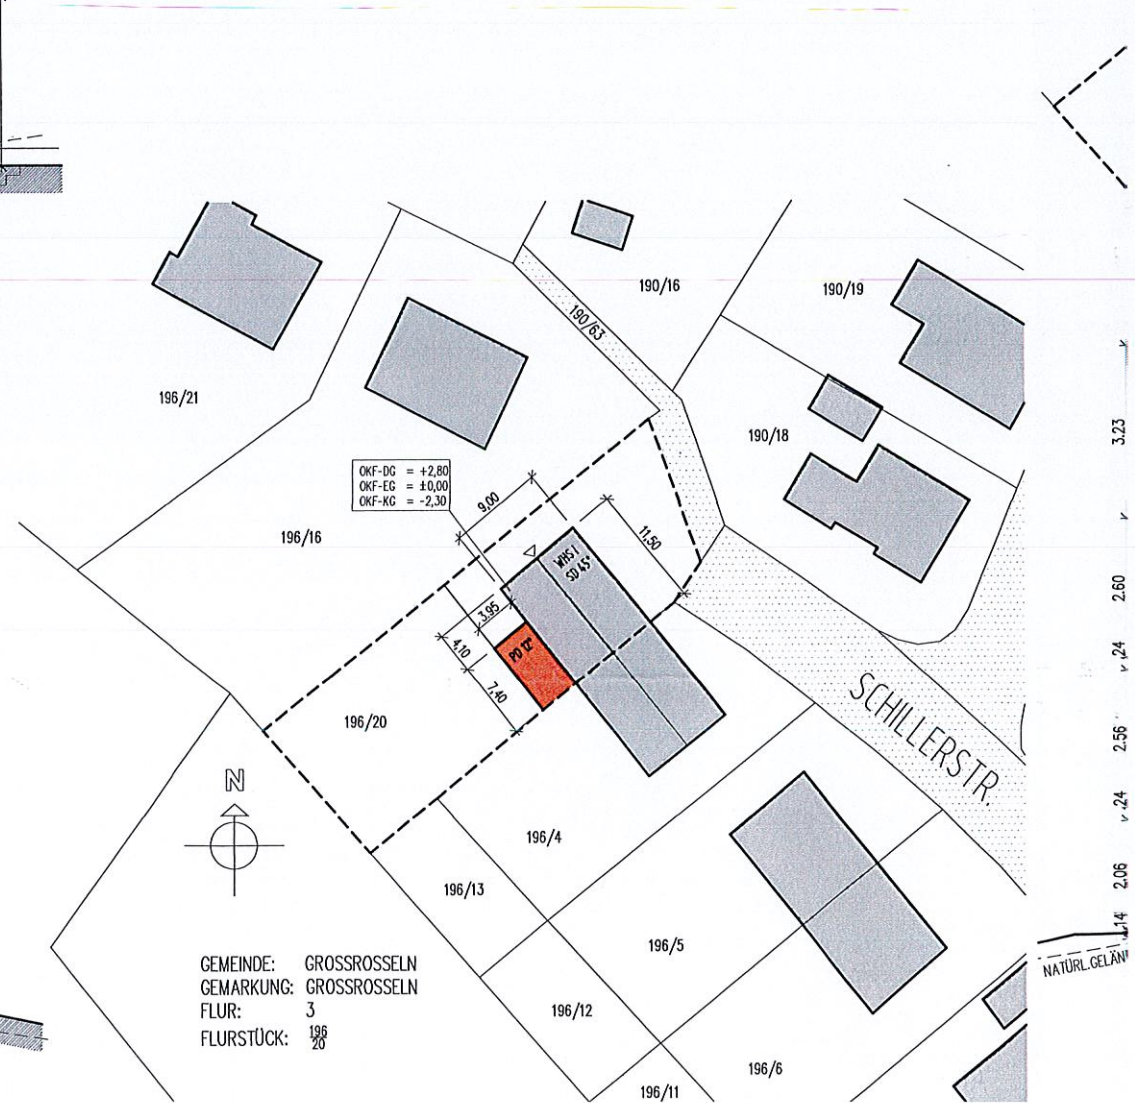 190/16
190/19
190/63
196/21
190/18
3.23
OKF-DG = +2,80
OKF-EG = ±0,00
OKF-KG = -2,30
9,00
11,50
196/16
WHS I
SD 45°
2.60
3,95
4,10
PD 12°
7,40
24
SCHILLERSTR.
196/20
2.56
N
24
196/4
196/13
2.06
14
196/5
NATÜRL.GELÄN
GEMEINDE: GROSSROSSELN
GEMARKUNG: GROSSROSSELN
FLUR: 3
FLURSTÜCK: 196
20
196/12
196/6
196/11